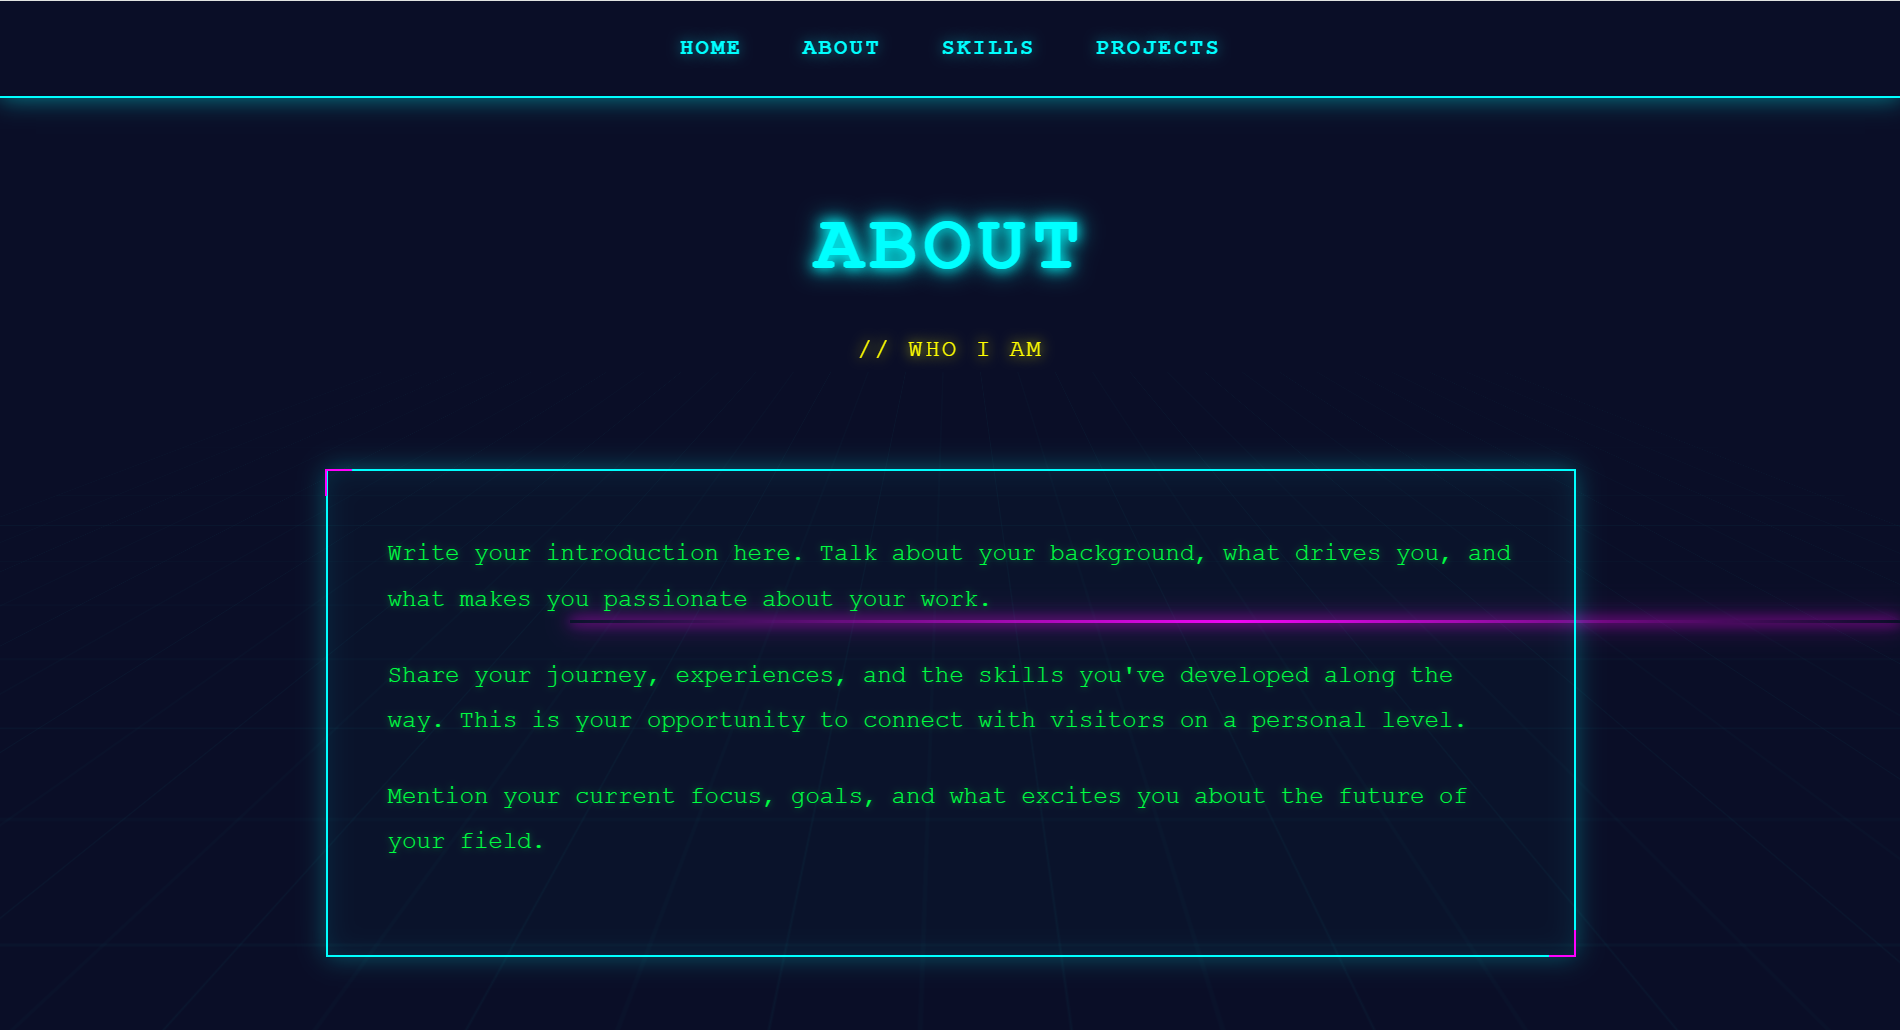 HOME ABOUT SKILLS PROJECTS
ABOUT
// WHO I AM
Write your introduction here. Talk about your background, what drives you, and
what makes you passionate about your work.
Share your journey, experiences, and the skills you've developed along the
way. This is your opportunity to connect with visitors on a personal level.
Mention your current focus, goals, and what excites you about the future of
your field.